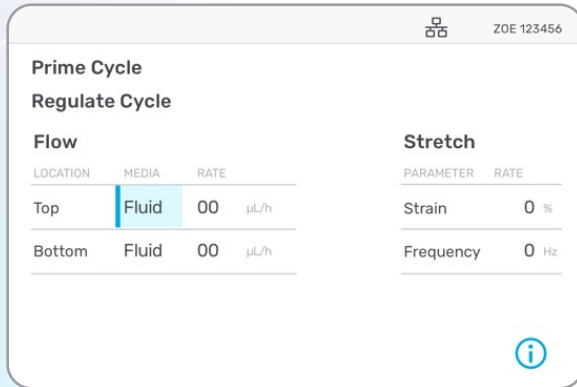 ZOE 123456
Prime Cycle
Regulate Cycle
Flow
LOCATION MEDIA RATE
Top Fluid 00 µL/h
Bottom Fluid 00 µL/h
Stretch
PARAMETER RATE
Strain 0 %
Frequency 0 Hz
i